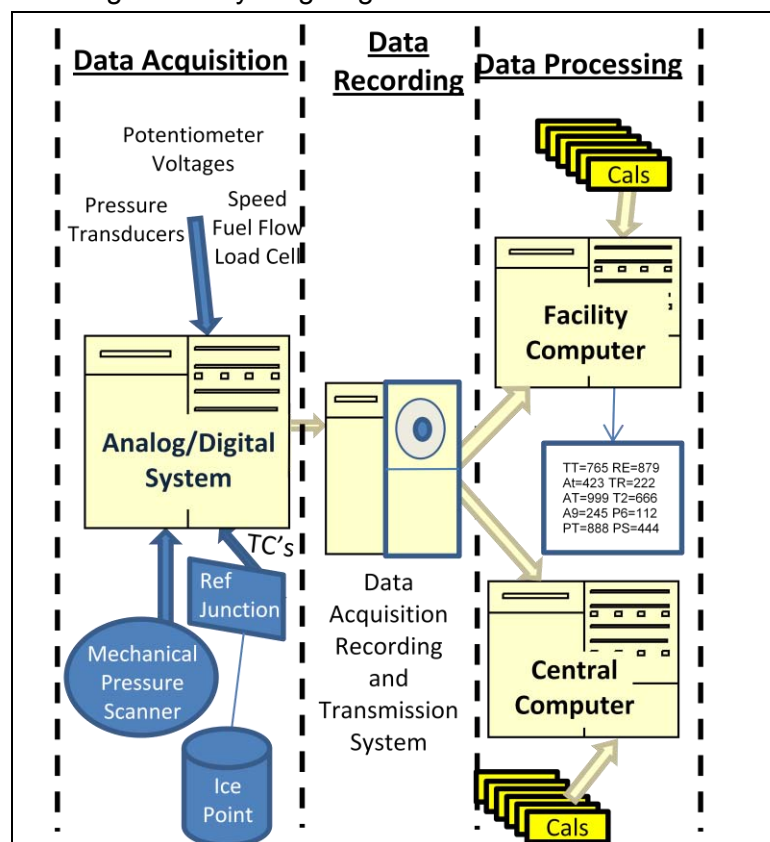 Data Acquisition
Data
Recording
Data Processing
Potentiometer
Voltages
Pressure
Transducers
Speed
Fuel Flow
Load Cell
Analog/Digital
System
TC's
Ref
Junction
Mechanical
Pressure
Scanner
Ice
Point
Data
Acquisition
Recording
and
Transmission
System
Cals
Facility
Computer
TT=765 RE=879
At=423 TR=222
AT=999 T2=666
A9=245 P6=112
PT=888 PS=444
Central
Computer
Cals